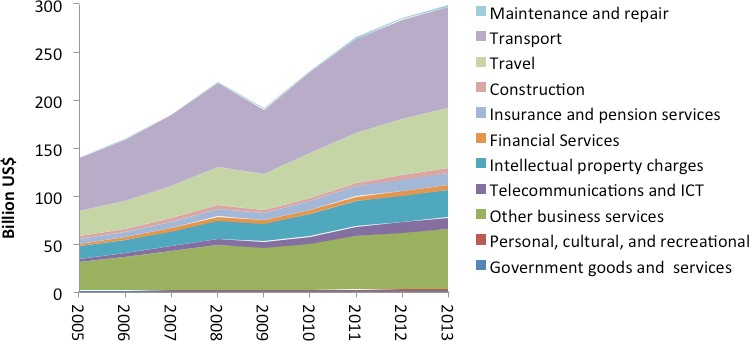 300
250
200
150
100
50
0
Billion US$
2005
2006
2007
2008
2009
2010
2011
2012
2013
Maintenance and repair
Transport
Travel
Construction
Insurance and pension services
Financial Services
Intellectual property charges
Telecommunications and ICT
Other business services
Personal, cultural, and recreational
Government goods and services